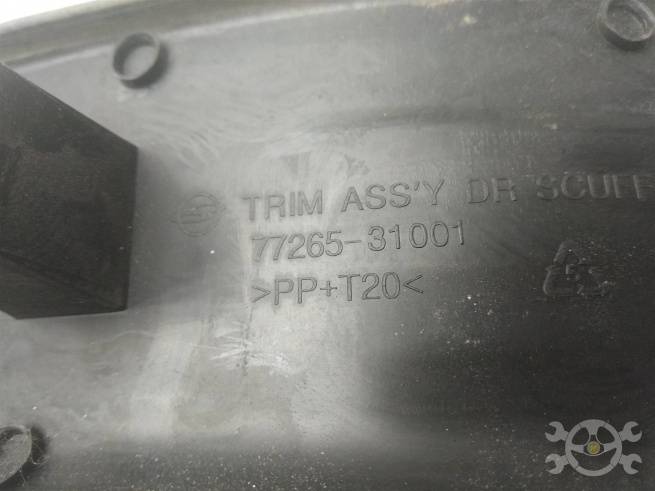 TRIM ASS'Y DR SCUFF
77265-31001
>PP+T20<